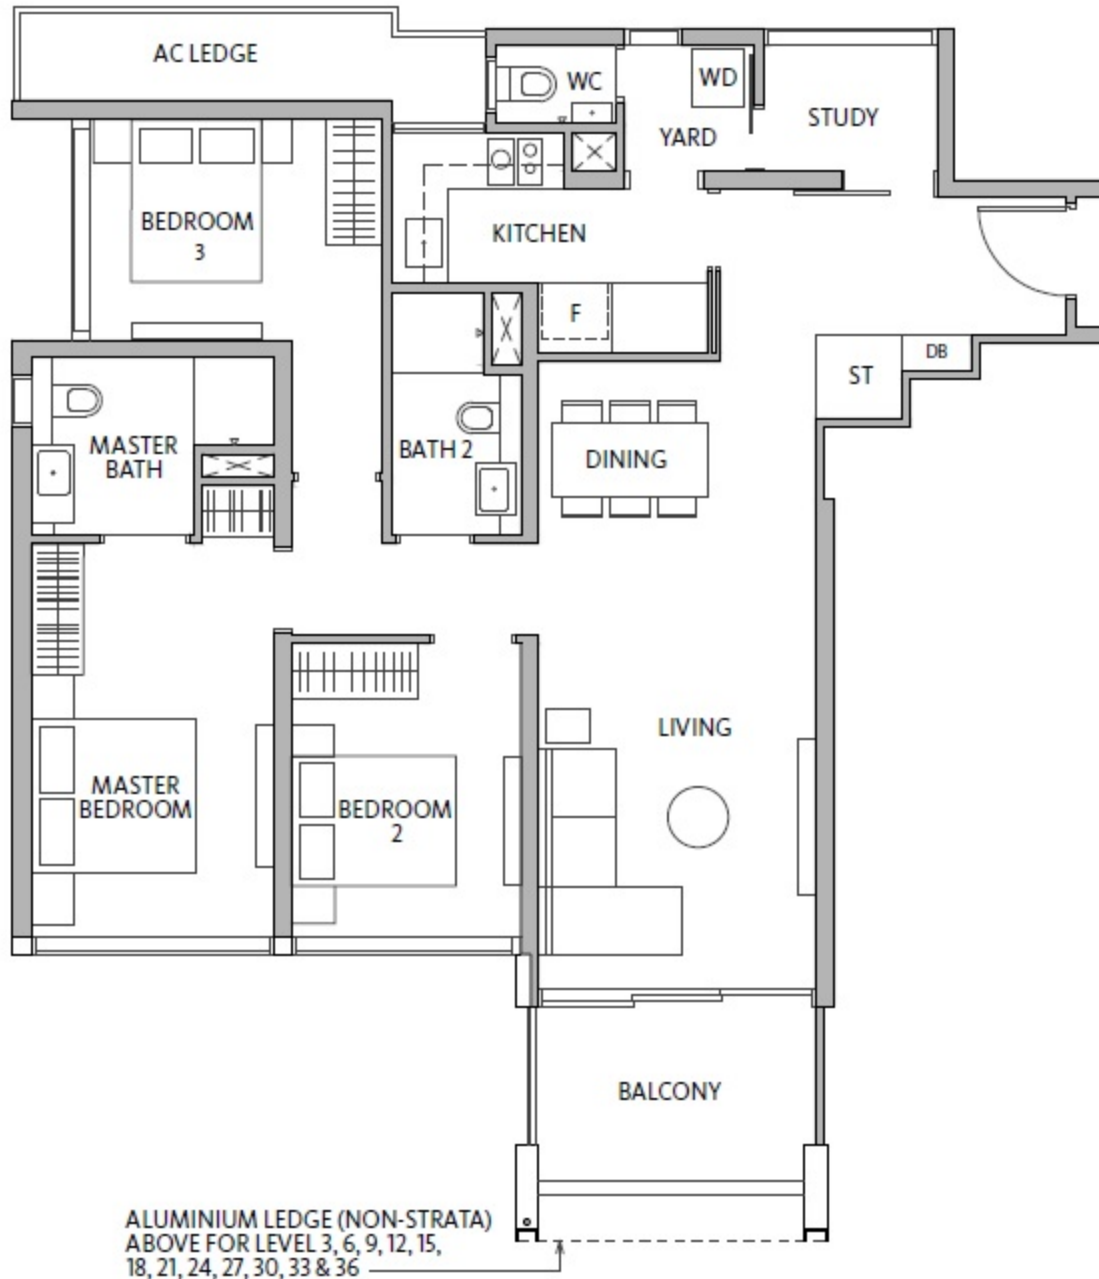 AC LEDGE
WC
WD
STUDY
YARD
BEDROOM
3
KITCHEN
F
DB
ST
MASTER
BATH
BATH 2
DINING
LIVING
MASTER
BEDROOM
BEDROOM
2
BALCONY
ALUMINIUM LEDGE (NON-STRATA)
ABOVE FOR LEVEL 3, 6, 9, 12, 15,
18, 21, 24, 27, 30, 33 & 36